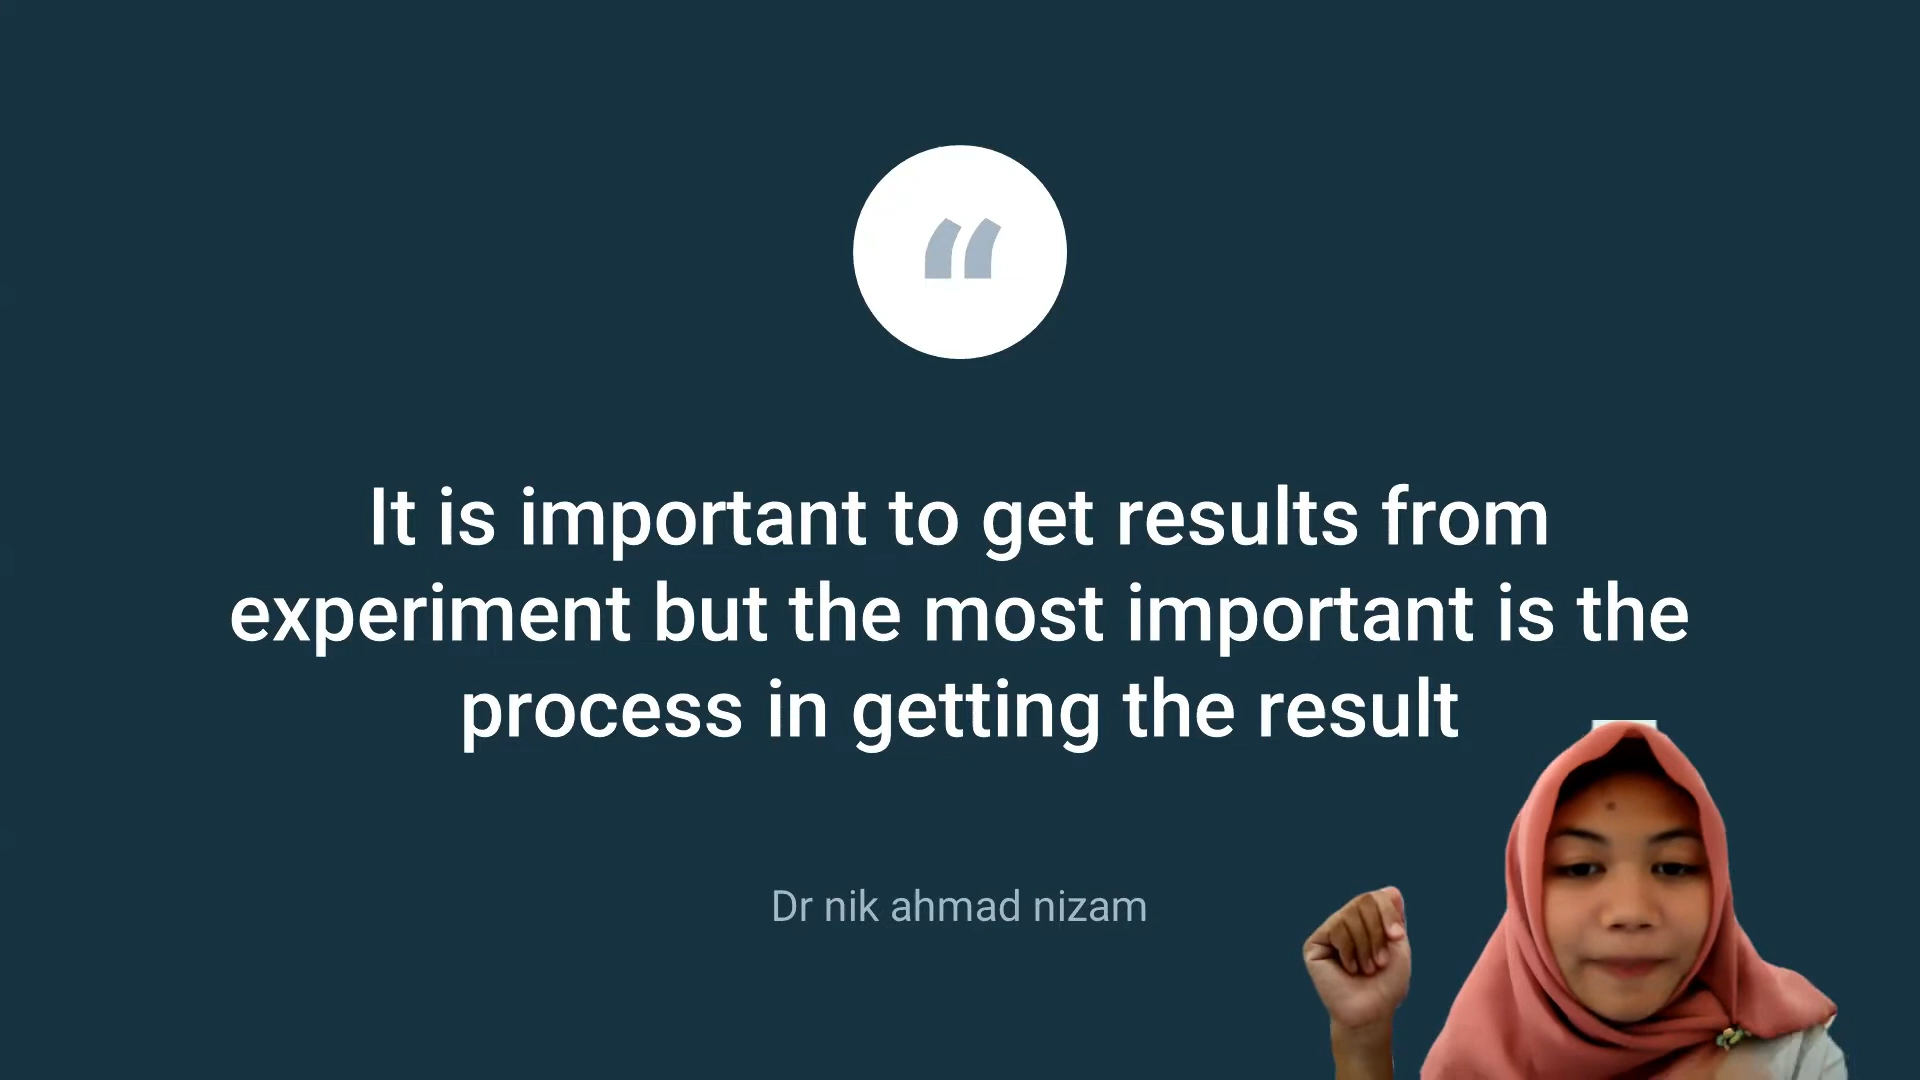 “
It is important to get results from
experiment but the most important is the
process in getting the result
Dr nik ahmad nizam